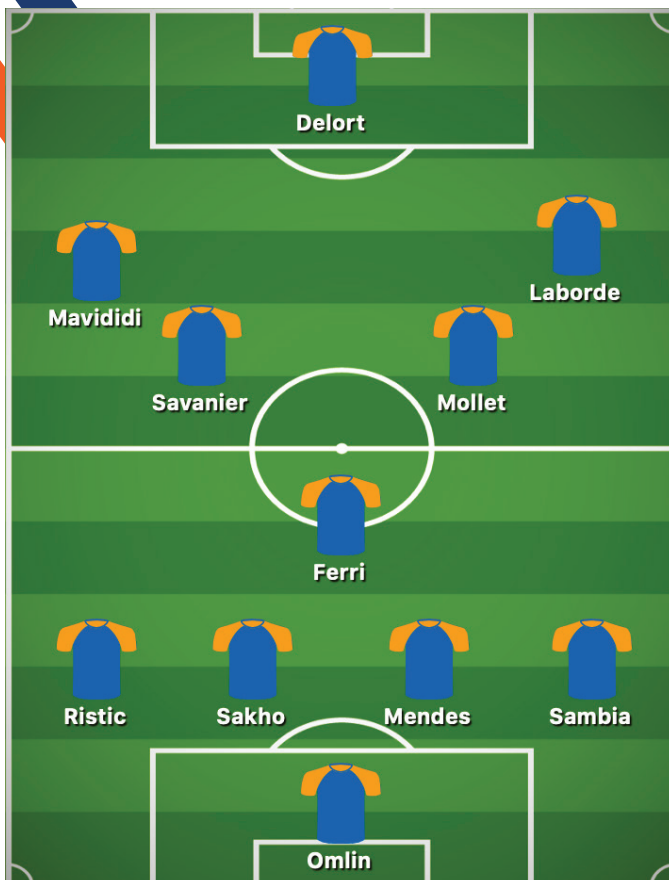 Delort
Laborde
Mavididi
Savanier
Mollet
Ferri
Ristic
Sakho
Mendes
Sambia
Omlin